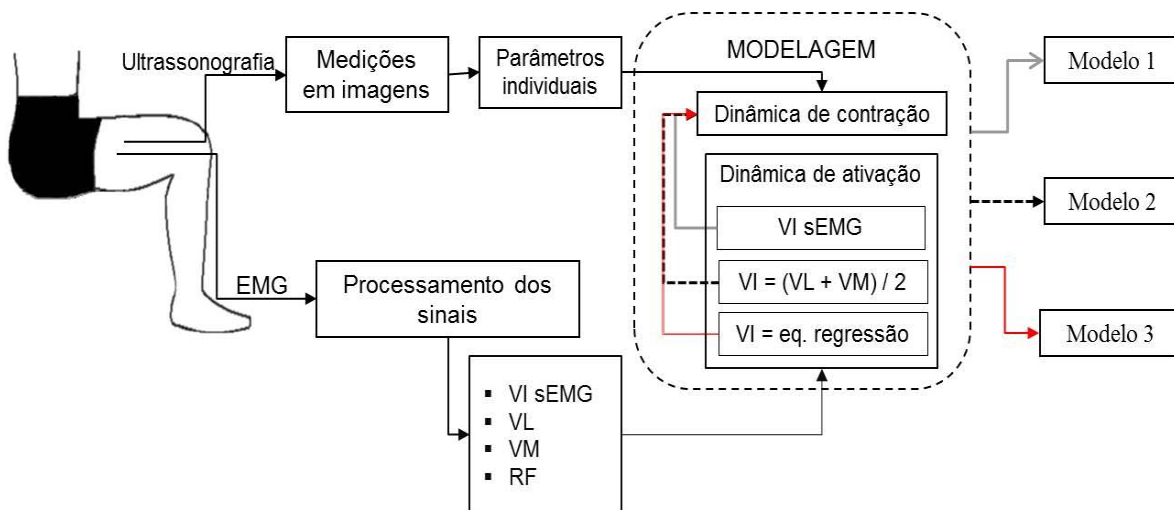 Ultrassonografia
Medições
em imagens
Parâmetros
individuais
MODELAGEM
Dinâmica de contração
Dinâmica de ativação
VI sEMG
VI = (VL + VM) / 2
VI = eq. regressão
Modelo 1
Modelo 2
Modelo 3
EMG
Processamento dos
sinais
▪ VI sEMG
▪ VL
▪ VM
▪ RF